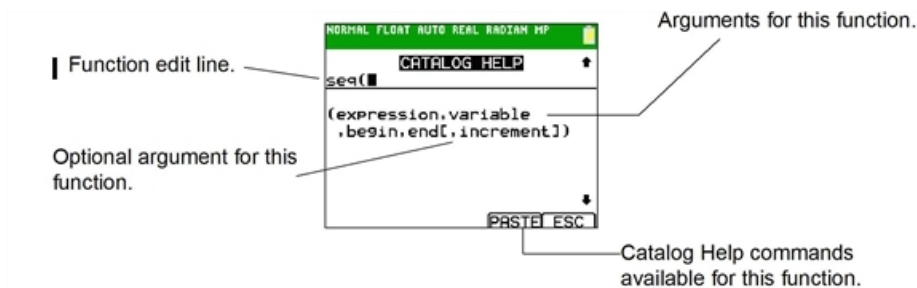 Arguments for this function.
NORMAL FLOAT AUTO REAL RADIAN MP
Function edit line.
CATALOG HELP
seq(
(expression,variable
,begin,end[,increment])
Optional argument for this
function.
PASTE ESC
Catalog Help commands
available for this function.